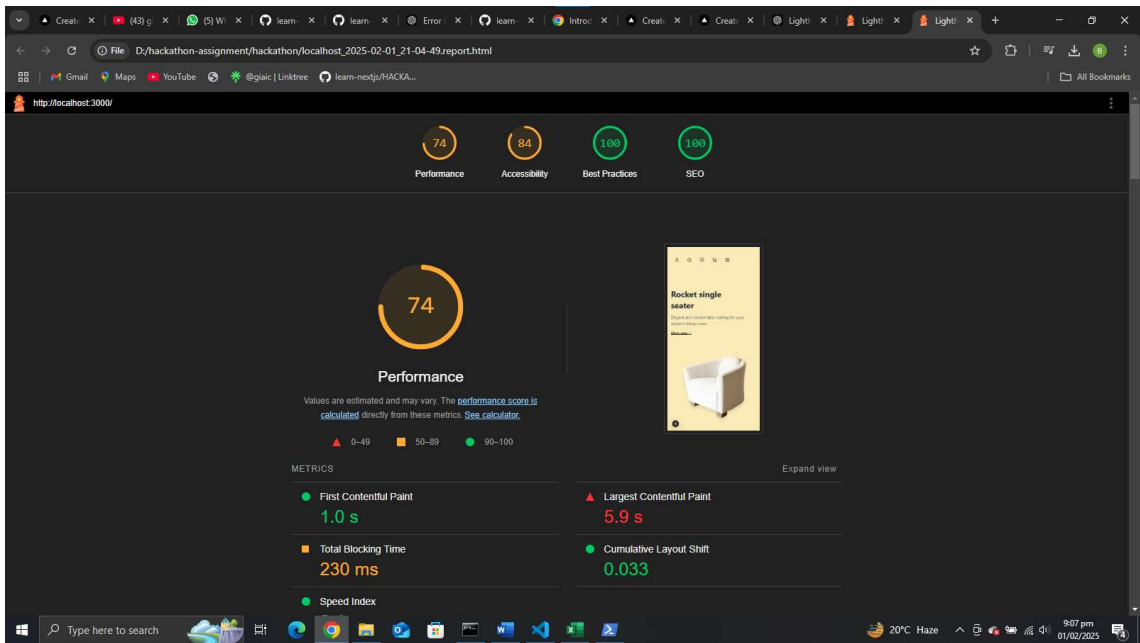 Create
(43) g
(5) W
learn-
learn-
Error
learn-
Introd
Create
Create
Lighth
Lighth
Lighth
File D:/hackathon-assignment/hackathon/localhost_2025-02-01_21-04-49.report.html
B
Gmail Maps YouTube @giaic | Linktree learn-nextjs/HACKA... All Bookmarks
http://localhost:3000/
74 84 100 100
Performance Accessibility Best Practices SEO
74
Performance
Values are estimated and may vary. The performance score is
calculated directly from these metrics. See calculator.
0–49 50–89 90–100
Rocket single
seater
METRICS Expand view
First Contentful Paint
1.0 s
Largest Contentful Paint
5.9 s
Total Blocking Time
230 ms
Cumulative Layout Shift
0.033
Speed Index
Type here to search
20°C Haze
9:07 pm
01/02/2025